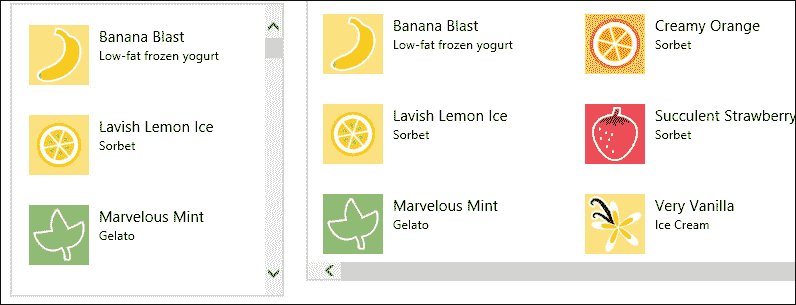 Banana Blast
Low-fat frozen yogurt
Lavish Lemon Ice
Sorbet
Marvelous Mint
Gelato
Banana Blast
Low-fat frozen yogurt
Lavish Lemon Ice
Sorbet
Marvelous Mint
Gelato
Creamy Orange
Sorbet
Succulent Strawberry
Sorbet
Very Vanilla
Ice Cream